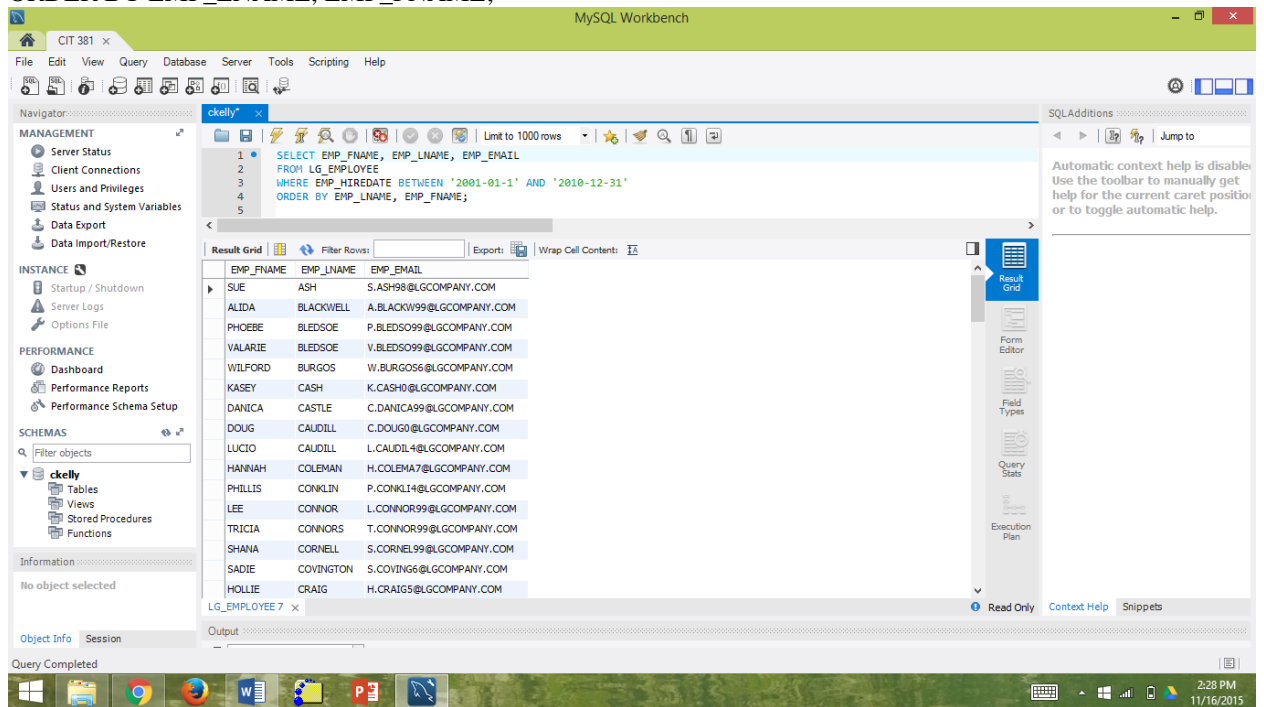 ORDER BY EMP_LNAME, EMP_FNAME;
MySQL Workbench
CIT 381 ×
File Edit View Query Database Server Tools Scripting Help
Navigator
MANAGEMENT
Server Status
Client Connections
Users and Privileges
Status and System Variables
Data Export
Data Import/Restore
INSTANCE
Startup / Shutdown
Server Logs
Options File
PERFORMANCE
Dashboard
Performance Reports
Performance Schema Setup
SCHEMAS
Filter objects
ckelly
Tables
Views
Stored Procedures
Functions
Information
No object selected
Object Info Session
Query Completed
ckelly* ×
Limit to 1000 rows
1 SELECT EMP_FNAME, EMP_LNAME, EMP_EMAIL
2 FROM LG_EMPLOYEE
3 WHERE EMP_HIREDATE BETWEEN '2001-01-1' AND '2010-12-31'
4 ORDER BY EMP_LNAME, EMP_FNAME;
5
Result Grid Filter Rows: Export: Wrap Cell Content:
EMP_FNAME EMP_LNAME EMP_EMAIL
SUE ASH S.ASH98@LGCOMPANY.COM
ALIDA BLACKWELL A.BLACKW99@LGCOMPANY.COM
PHOEBE BLEDSOE P.BLEDSO99@LGCOMPANY.COM
VALARIE BLEDSOE V.BLEDSO99@LGCOMPANY.COM
WILFORD BURGOS W.BURGOS6@LGCOMPANY.COM
KASEY CASH K.CASH0@LGCOMPANY.COM
DANICA CASTLE C.DANICA99@LGCOMPANY.COM
DOUG CAUDILL C.DOUG0@LGCOMPANY.COM
LUCIO CAUDILL L.CAUDIL4@LGCOMPANY.COM
HANNAH COLEMAN H.COLEMA7@LGCOMPANY.COM
PHILLIS CONKLIN P.CONKLI4@LGCOMPANY.COM
LEE CONNOR L.CONNOR99@LGCOMPANY.COM
TRICIA CONNORS T.CONNOR99@LGCOMPANY.COM
SHANA CORNELL S.CORNEL99@LGCOMPANY.COM
SADIE COVINGTON S.COVING6@LGCOMPANY.COM
HOLLIE CRAIG H.CRAIG5@LGCOMPANY.COM
LG_EMPLOYEE 7 ×
Read Only
Output
Result
Grid
Form
Editor
Field
Types
Query
Stats
Execution
Plan
SQLAdditions
Jump to
Automatic context help is disable
Use the toolbar to manually get
help for the current caret positio
or to toggle automatic help.
Context Help Snippets
2:28 PM
11/16/2015